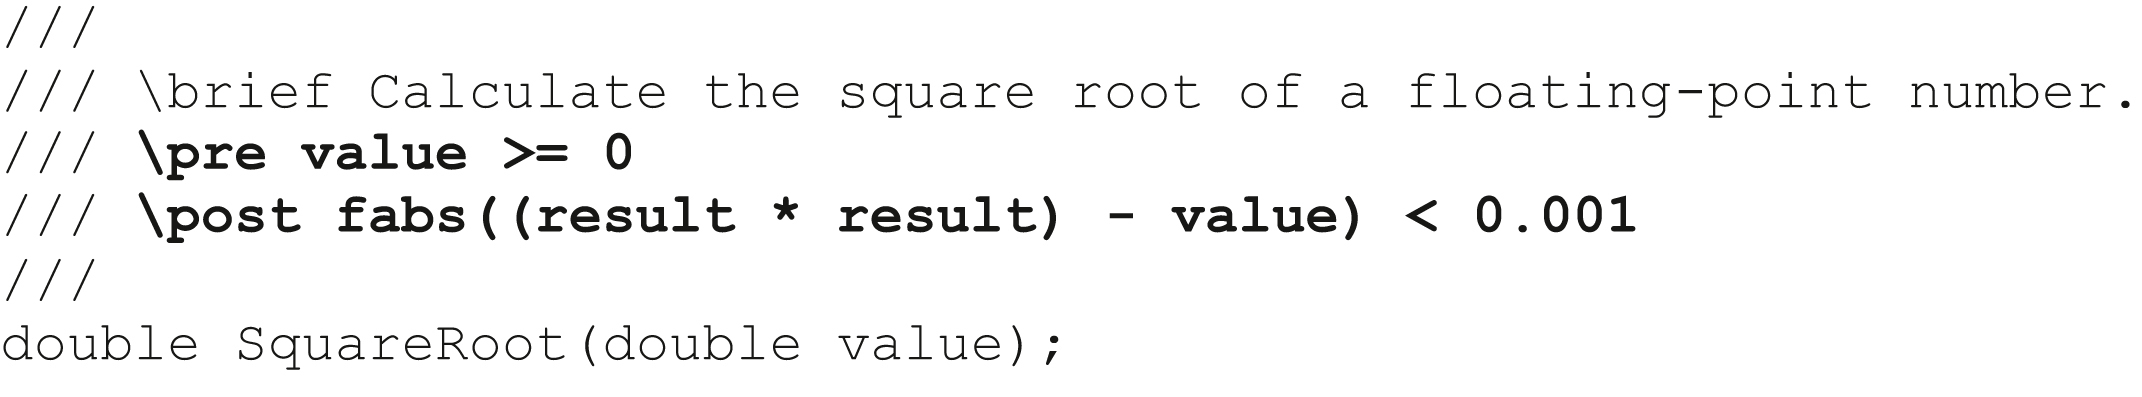 ///
/// \brief Calculate the square root of a floating-point number.
/// \pre value >= 0
/// \post fabs((result * result) - value) < 0.001
///
double SquareRoot(double value);